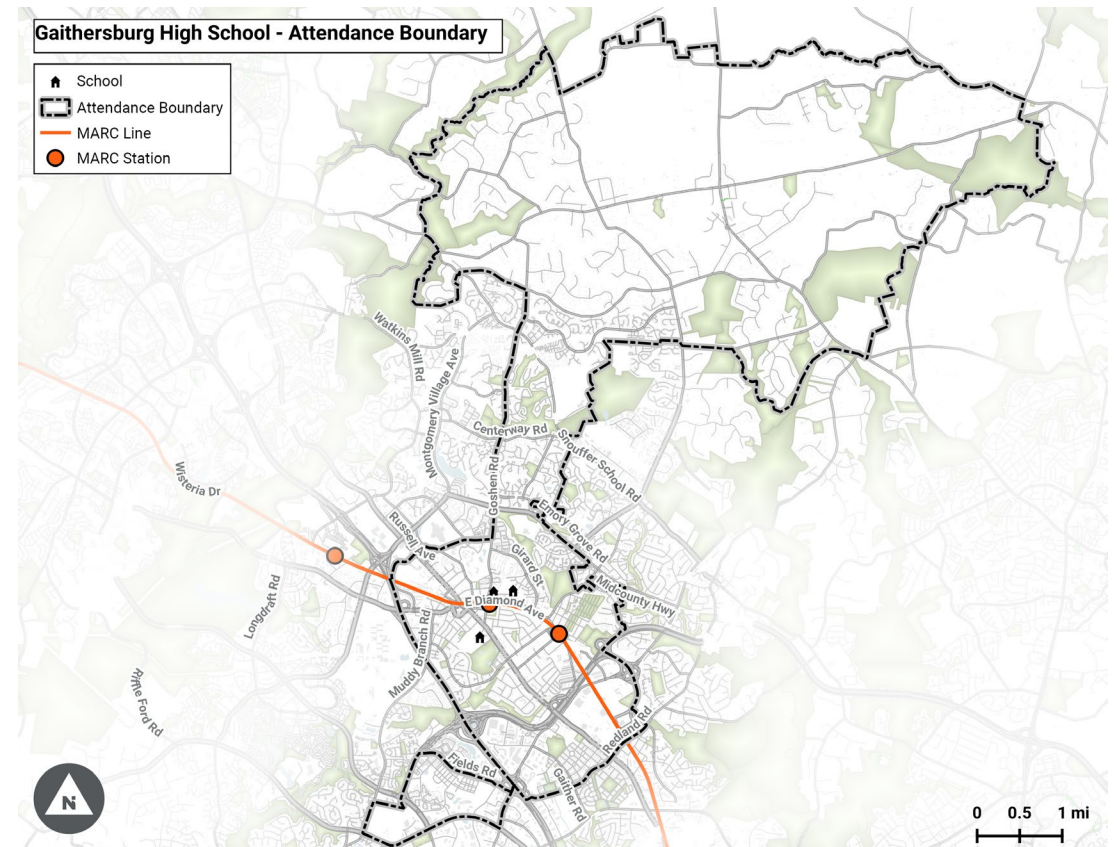 Gaithersburg High School - Attendance Boundary
School
Attendance Boundary
MARC Line
MARC Station
Watkins Mill Rd
Montgomery Village Ave
Centerway Rd
Snouffer School Rd
Goshen Rd
Wisteria Dr
Russell Ave
Emory Grove Rd
Girard St
Midcounty Hwy
E Diamond Ave
Longdraft Rd
Muddy Branch Rd
Riffle Ford Rd
Redland Rd
Fields Rd
Gaither Rd
N
0 0.5 1 mi